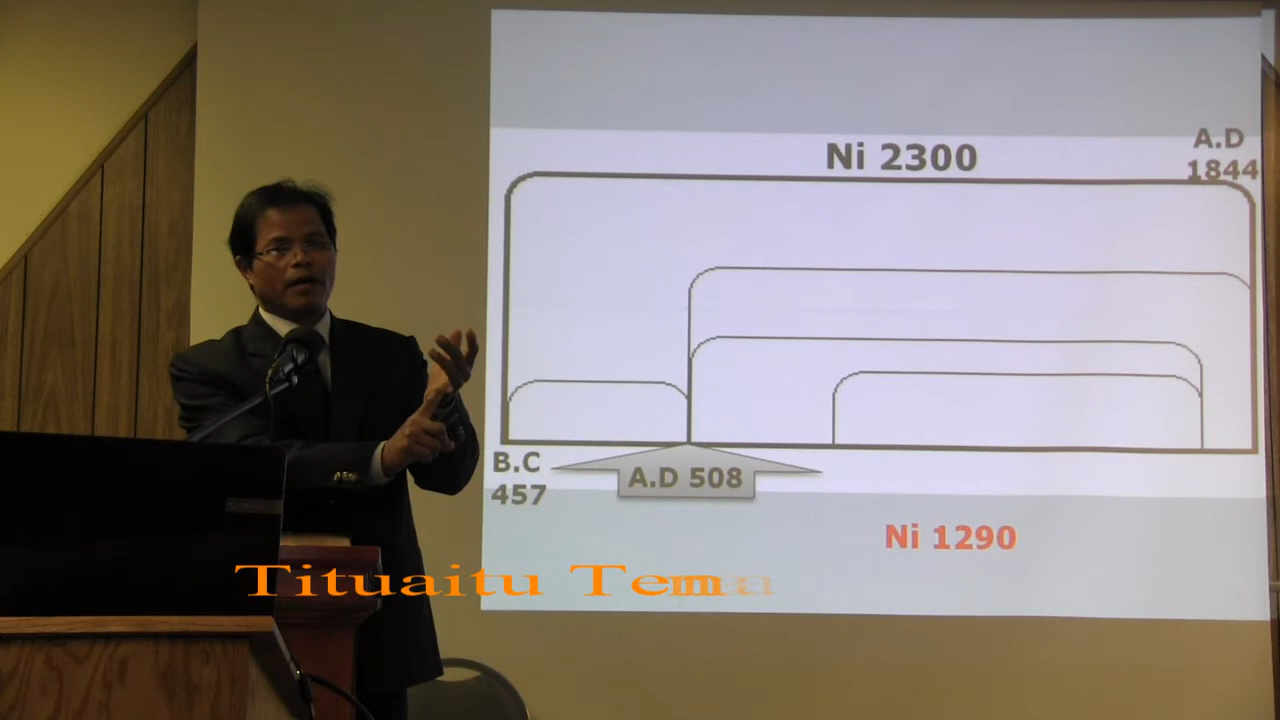 Ni 2300
A.D
1844
B.C
457
A.D 508
Ni 1290
Tituaitu